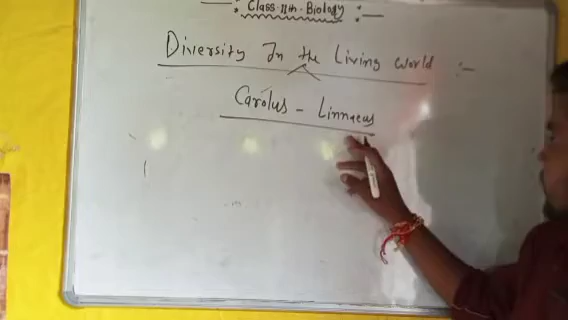 Class-11th-Biology
Diversity In the Living World :-
Carolus - Linnaeus